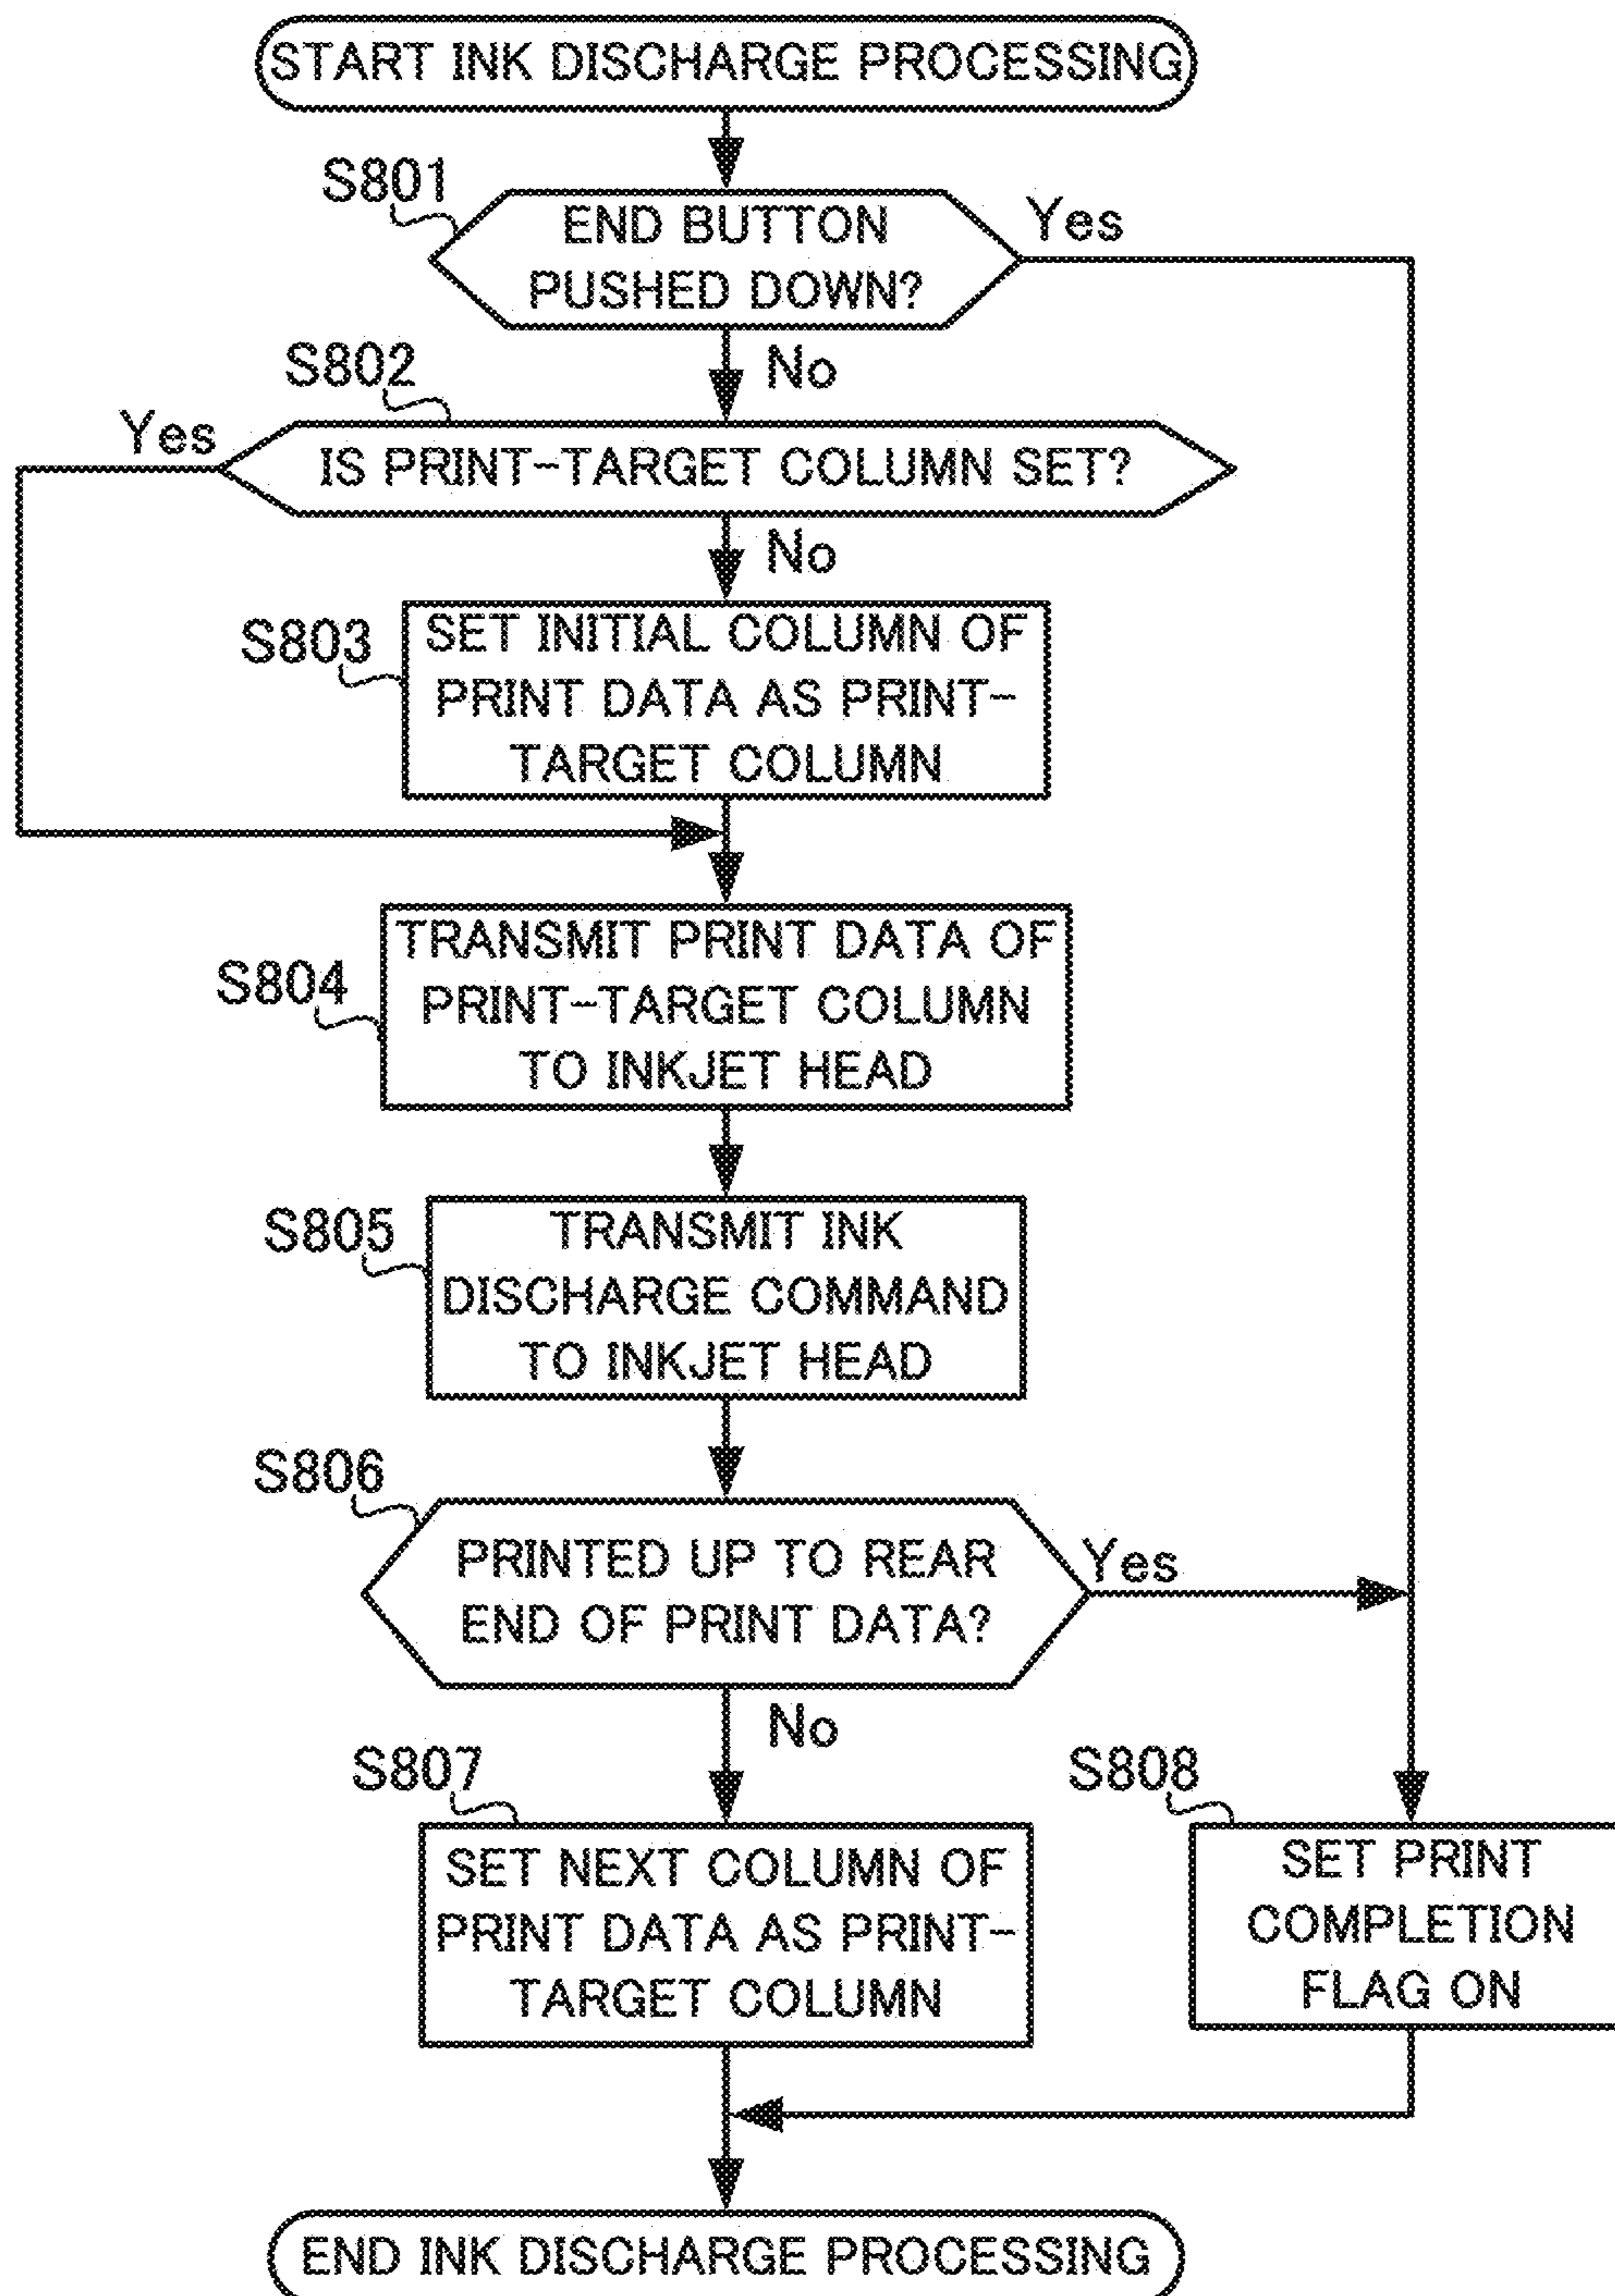 START INK DISCHARGE PROCESSING
S801
END BUTTON
PUSHED DOWN?
Yes
No
S802
Yes
IS PRINT-TARGET COLUMN SET?
No
S803
SET INITIAL COLUMN OF
PRINT DATA AS PRINT-
TARGET COLUMN
S804
TRANSMIT PRINT DATA OF
PRINT-TARGET COLUMN
TO INKJET HEAD
S805
TRANSMIT INK
DISCHARGE COMMAND
TO INKJET HEAD
S806
PRINTED UP TO REAR
END OF PRINT DATA?
Yes
No
S807
SET NEXT COLUMN OF
PRINT DATA AS PRINT-
TARGET COLUMN
S808
SET PRINT
COMPLETION
FLAG ON
END INK DISCHARGE PROCESSING